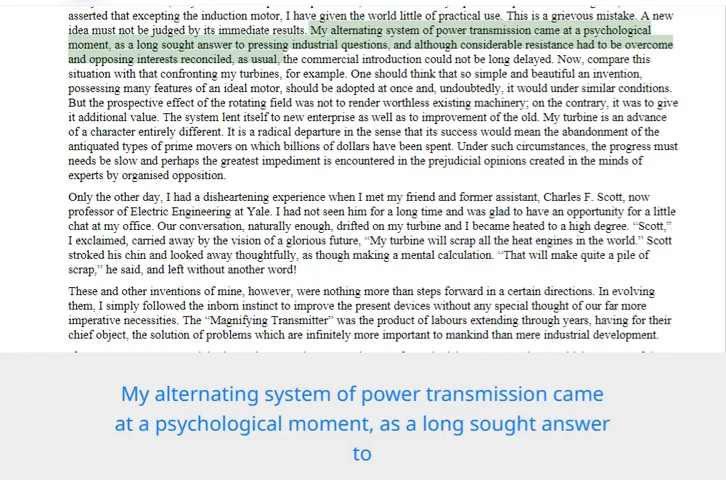 asserted that excepting the induction motor, I have given the world little of practical use. This is a grievous mistake. A new
idea must not be judged by its immediate results. My alternating system of power transmission came at a psychological
moment, as a long sought answer to pressing industrial questions, and although considerable resistance had to be overcome
and opposing interests reconciled, as usual, the commercial introduction could not be long delayed. Now, compare this
situation with that confronting my turbines, for example. One should think that so simple and beautiful an invention,
possessing many features of an ideal motor, should be adopted at once and, undoubtedly, it would under similar conditions.
But the prospective effect of the rotating field was not to render worthless existing machinery; on the contrary, it was to give
it additional value. The system lent itself to new enterprise as well as to improvement of the old. My turbine is an advance
of a character entirely different. It is a radical departure in the sense that its success would mean the abandonment of the
antiquated types of prime movers on which billions of dollars have been spent. Under such circumstances, the progress must
needs be slow and perhaps the greatest impediment is encountered in the prejudicial opinions created in the minds of
experts by organised opposition.
Only the other day, I had a disheartening experience when I met my friend and former assistant, Charles F. Scott, now
professor of Electric Engineering at Yale. I had not seen him for a long time and was glad to have an opportunity for a little
chat at my office. Our conversation, naturally enough, drifted on my turbine and I became heated to a high degree. “Scott,”
I exclaimed, carried away by the vision of a glorious future, “My turbine will scrap all the heat engines in the world.” Scott
stroked his chin and looked away thoughtfully, as though making a mental calculation. “That will make quite a pile of
scrap,” he said, and left without another word!
These and other inventions of mine, however, were nothing more than steps forward in a certain directions. In evolving
them, I simply followed the inborn instinct to improve the present devices without any special thought of our far more
imperative necessities. The “Magnifying Transmitter” was the product of labours extending through years, having for their
chief object, the solution of problems which are infinitely more important to mankind than mere industrial development.
My alternating system of power transmission came
at a psychological moment, as a long sought answer
to